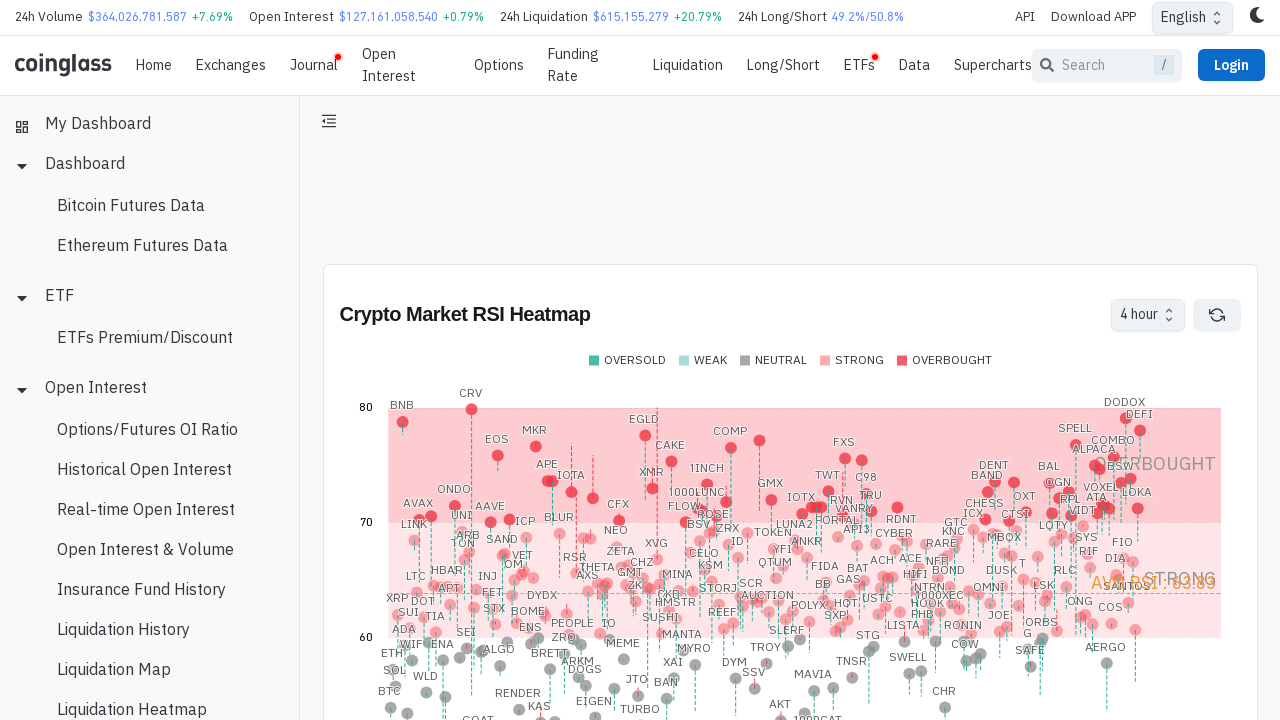 24h Volume $364,026,781,587 +7.69% Open Interest $127,161,058,540 +0.79% 24h Liquidation $615,155,279 +20.79% 24h Long/Short 49.2%/50.8% API Download APP English
coinglass Home Exchanges Journal Open Interest Options Funding Rate Liquidation Long/Short ETFs Data Supercharts Search / Login
My Dashboard
Dashboard
Bitcoin Futures Data
Ethereum Futures Data
ETF
ETFs Premium/Discount
Open Interest
Options/Futures OI Ratio
Historical Open Interest
Real-time Open Interest
Open Interest & Volume
Insurance Fund History
Liquidation History
Liquidation Map
Liquidation Heatmap
Crypto Market RSI Heatmap 4 hour
OVERSOLD WEAK NEUTRAL STRONG OVERBOUGHT
CRV
80 BNB DODOX
DEFI
EGLD
MKR COMP SPELL
EOS CAKE FXS COMBO
ALPACA
OVERBOUGHT
APE IOTA XMR 1INCH TWT C98 DENT BAL BSW
BAND
GMX CGN
ONDO 1000LUNC IOTX TRU OXT RPL VOXEL LOKA
AVAX AAVE CFX FLOW RVN CHESS ATA
UNI BLUR ROSE VANRY ICX CTSI VIDT
70 LINK ICP BSV LUNA2 PORTAL RDNT GTC LQTY
ARB NEO ZRX TOKEN API3 CYBER KNC
TON SAND XVG ID ANKR RARE MBOX SYS FIO
VET RSR ZETA CELO YFI ACE NFP RIF DIA
HBAR OM THETA CHZ KSM QTUM FIDA BAT ACH BOND DUSK T RLC
LTC INJ AXS GMT MINA HIFI STRONG
APT FET ZK STORJ SCR BB GAS NTRN OMNI LSK SANTOS
XRP DOT DYDX CKB HMSTR AUCTION HOT USTC 1000XEC ONG COS
SUI TIA STX BOME SUSHI REEF POLYX SXP HOOK PHB JOE
60 ADA SEI ENS PEOPLE IO MANTA SLERF STG LISTA RONIN ORBS G
ETHFI WIF ENA ALGO ZRO MEME MYRO TROY COW SAFE AERGO
SOL BRETT ARKM XAI DYM TNSR SWELL
WLD DOGS JTO SSV MAVIA
BTC RENDER EIGEN BAN CHR
KAS TURBO AKT